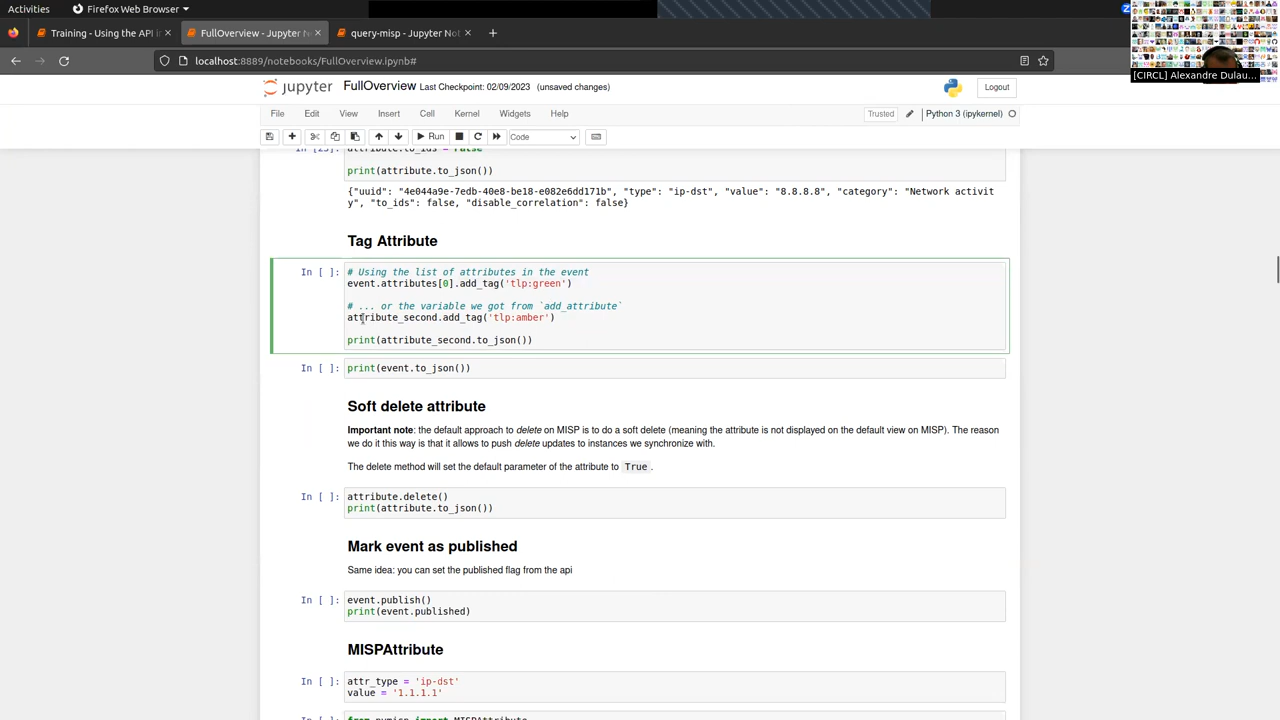 Activities
Firefox Web Browser
Training - Using the API i
FullOverview - Jupyter N
query-misp - Jupyter N
localhost:8889/notebooks/FullOverview.ipynb#
[CIRCL] Alexandre Dulau...
jupyter FullOverview Last Checkpoint: 02/09/2023 (unsaved changes)
Logout
File Edit View Insert Cell Kernel Widgets Help
Trusted
Python 3 (ipykernel)
Run
Code
In [23]: attribute.to_ids = False
print(attribute.to_json())
{"uuid": "4e044a9e-7edb-40e8-be18-e082e6dd171b", "type": "ip-dst", "value": "8.8.8.8", "category": "Network activit
y", "to_ids": false, "disable_correlation": false}
Tag Attribute
In [ ]: # Using the list of attributes in the event
event.attributes[0].add_tag('tlp:green')
# ... or the variable we got from `add_attribute`
attribute_second.add_tag('tlp:amber')
print(attribute_second.to_json())
In [ ]: print(event.to_json())
Soft delete attribute
Important note: the default approach to delete on MISP is to do a soft delete (meaning the attribute is not displayed on the default view on MISP). The reason
we do it this way is that it allows to push delete updates to instances we synchronize with.
The delete method will set the default parameter of the attribute to True.
In [ ]: attribute.delete()
print(attribute.to_json())
Mark event as published
Same idea: you can set the published flag from the api
In [ ]: event.publish()
print(event.published)
MISPAttribute
In [ ]: attr_type = 'ip-dst'
value = '1.1.1.1'
from pymisp import MISPAttribute